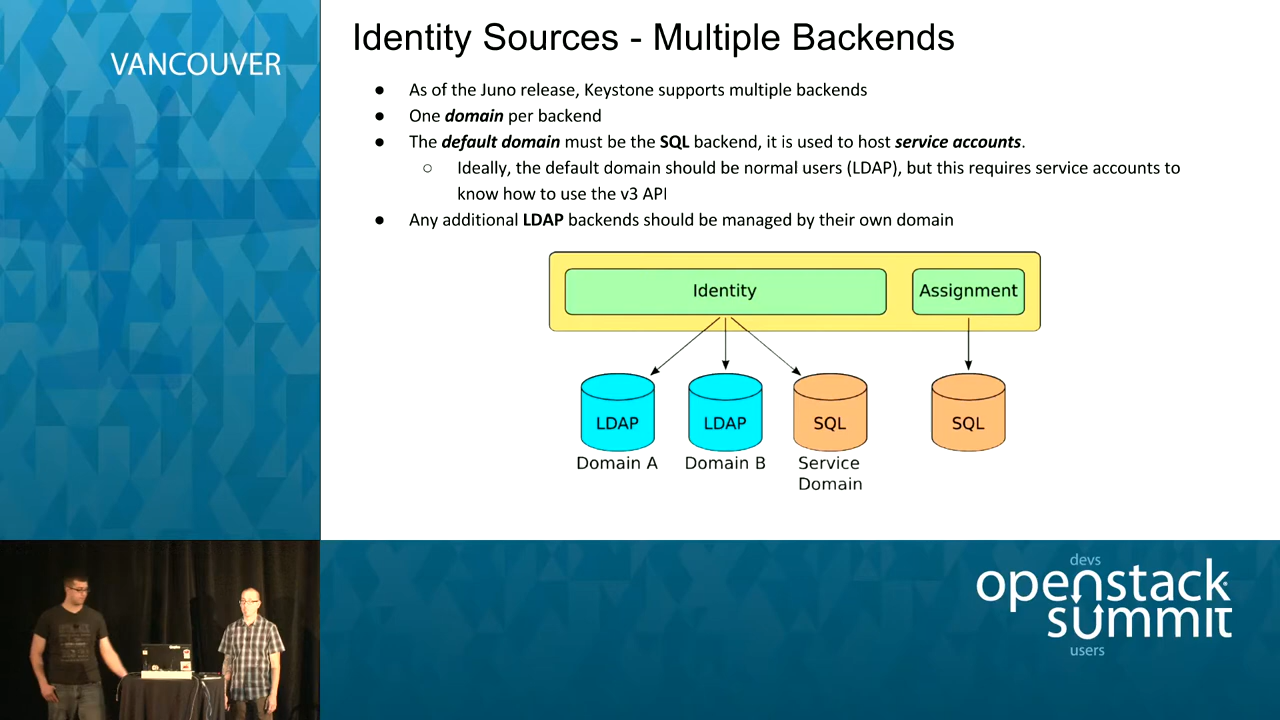 VANCOUVER
Identity Sources - Multiple Backends
● As of the Juno release, Keystone supports multiple backends
● One domain per backend
● The default domain must be the SQL backend, it is used to host service accounts.
○ Ideally, the default domain should be normal users (LDAP), but this requires service accounts to
know how to use the v3 API
● Any additional LDAP backends should be managed by their own domain
Identity
Assignment
LDAP
LDAP
SQL
SQL
Domain A
Domain B
Service
Domain
devs
openstack
summit
users